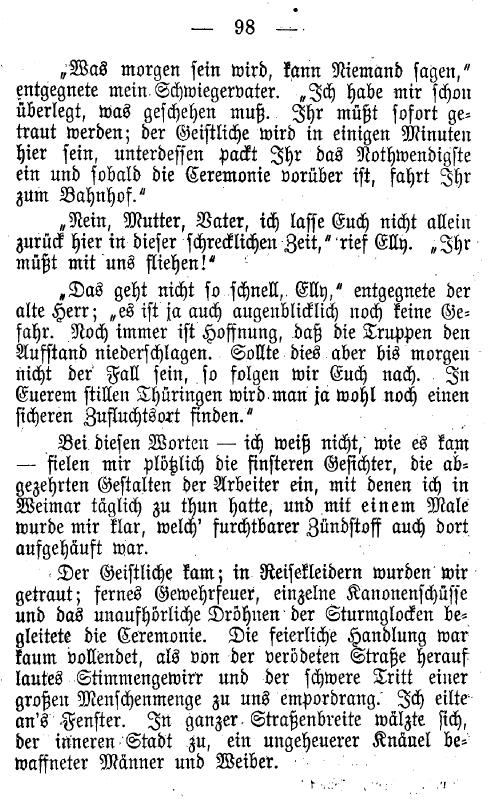 — 98 —
„Was morgen sein wird, kann Niemand sagen,“
entgegnete mein Schwiegervater. „Ich habe mir schon
überlegt, was geschehen muß. Ihr müßt sofort ge-
traut werden; der Geistliche wird in einigen Minuten
hier sein, unterdessen packt Ihr das Nothwendigste
ein und sobald die Ceremonie vorüber ist, fahrt Ihr
zum Bahnhof.“
„Nein, Mutter, Vater, ich lasse Euch nicht allein
zurück hier in dieser schrecklichen Zeit,“ rief Elly. „Ihr
müßt mit uns fliehen!“
„Das geht nicht so schnell, Elly,“ entgegnete der
alte Herr; „es ist ja auch augenblicklich noch keine Ge-
fahr. Noch immer ist Hoffnung, daß die Truppen den
Aufstand niederschlagen. Sollte dies aber bis morgen
nicht der Fall sein, so folgen wir Euch nach. In
Euerem stillen Thüringen wird man ja wohl noch einen
sicheren Zufluchtsort finden.“
Bei diesen Worten — ich weiß nicht, wie es kam
— fielen mir plötzlich die finsteren Gesichter, die ab-
gezehrten Gestalten der Arbeiter ein, mit denen ich in
Weimar täglich zu thun hatte, und mit einem Male
wurde mir klar, welch' furchtbarer Zündstoff auch dort
aufgehäuft war.
Der Geistliche kam; in Reisekleidern wurden wir
getraut; fernes Gewehrfeuer, einzelne Kanonenschüsse
und das unaufhörliche Dröhnen der Sturmglocken be-
gleitete die Ceremonie. Die feierliche Handlung war
kaum vollendet, als von der verödeten Straße herauf
lautes Stimmengewirr und der schwere Tritt einer
großen Menschenmenge zu uns empordrang. Ich eilte
an's Fenster. In ganzer Straßenbreite wälzte sich,
der inneren Stadt zu, ein ungeheuerer Knäuel be-
waffneter Männer und Weiber.